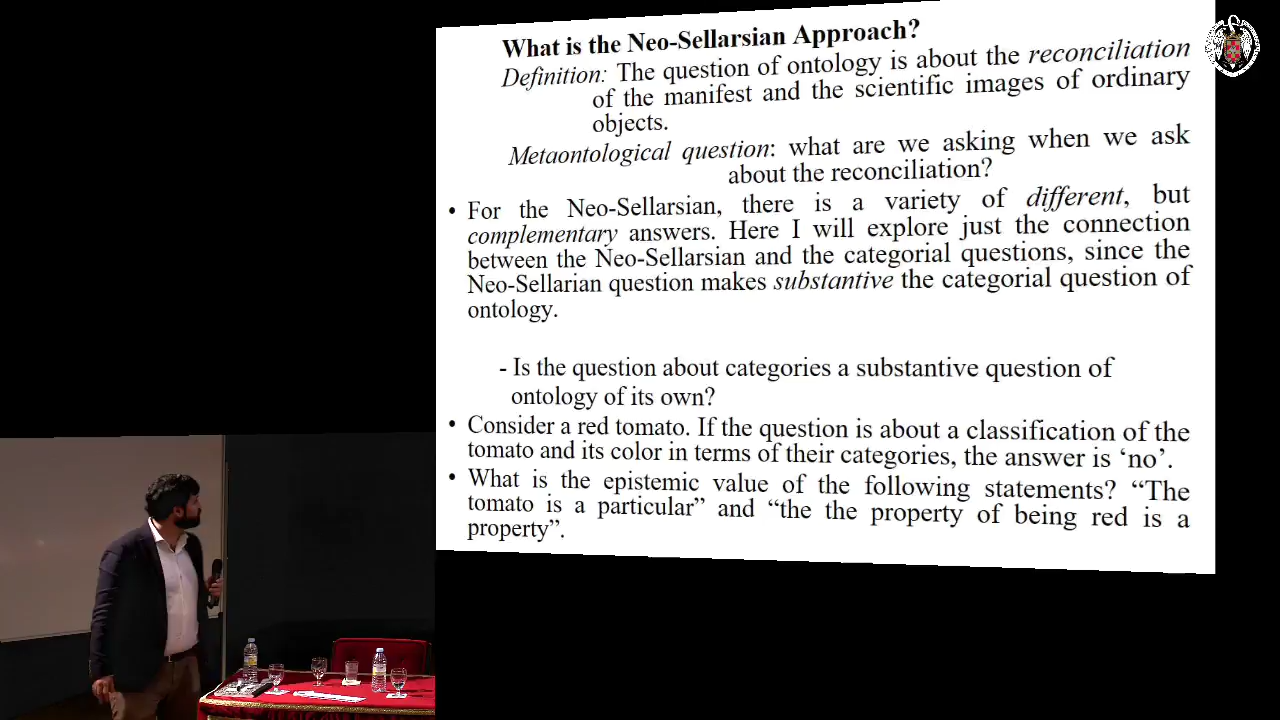 What is the Neo-Sellarsian Approach?
Definition: The question of ontology is about the reconciliation
of the manifest and the scientific images of ordinary
objects.
Metaontological question: what are we asking when we ask
about the reconciliation?
• For the Neo-Sellarsian, there is a variety of different, but
complementary answers. Here I will explore just the connection
between the Neo-Sellarsian and the categorial questions, since the
Neo-Sellarian question makes substantive the categorial question of
ontology.
- Is the question about categories a substantive question of
ontology of its own?
• Consider a red tomato. If the question is about a classification of the
tomato and its color in terms of their categories, the answer is ‘no’.
• What is the epistemic value of the following statements? “The
tomato is a particular” and “the the property of being red is a
property”.